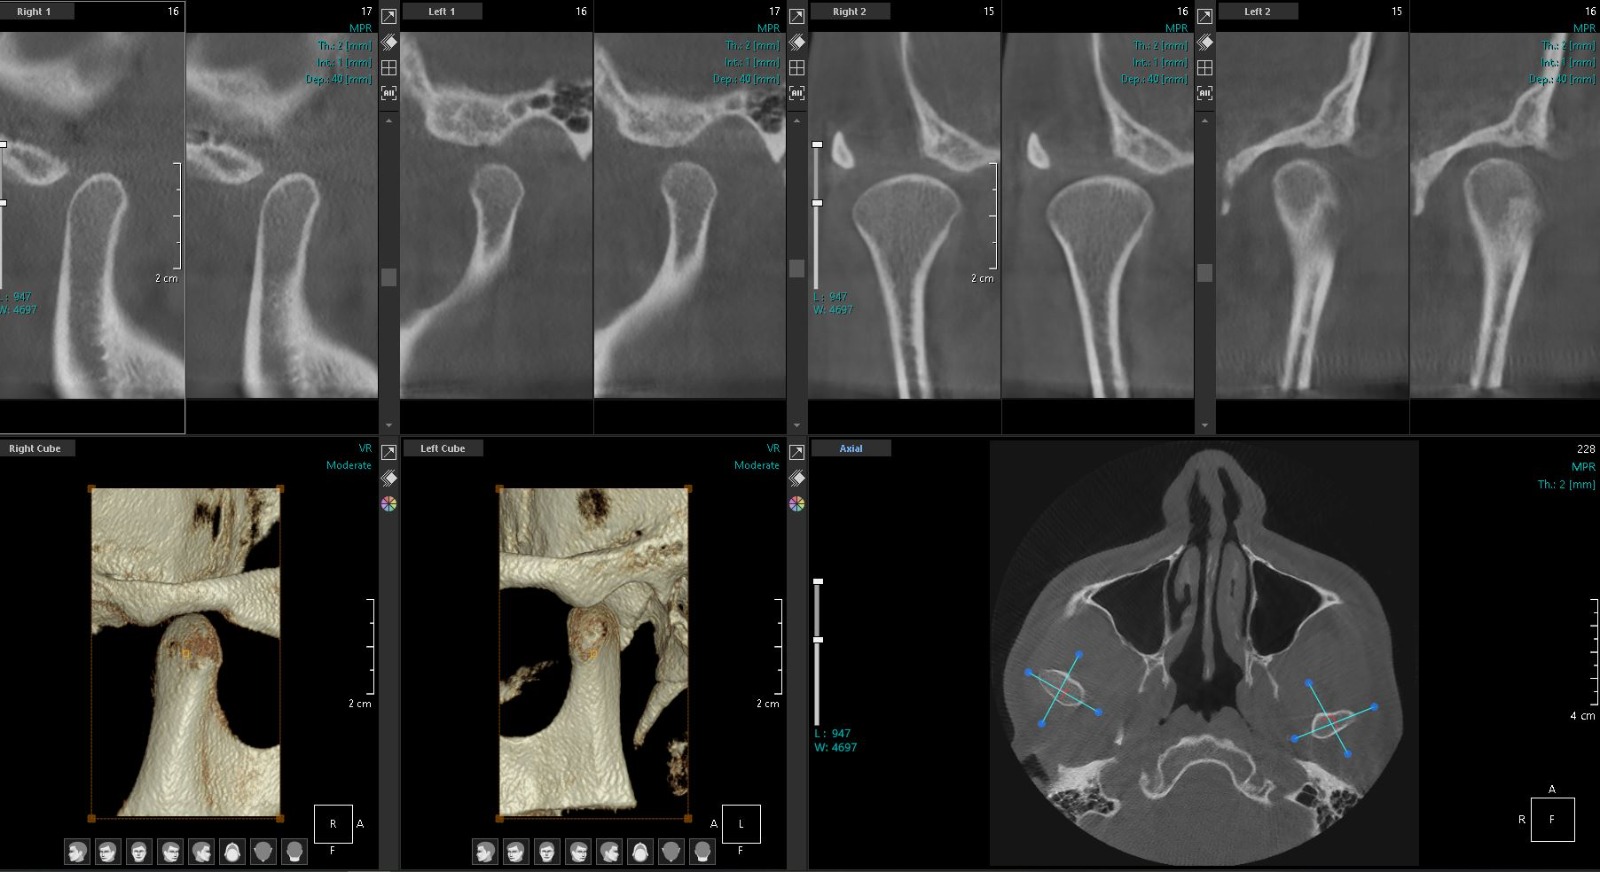 Right 1
16
17
MPR
Th.: 2 [mm]
Int.: 1 [mm]
Dep.: 40 [mm]
2 cm
L : 947
W: 4697
Left 1
16
17
MPR
Th.: 2 [mm]
Int.: 1 [mm]
Dep.: 40 [mm]
All
Right 2
15
16
MPR
Th.: 2 [mm]
Int.: 1 [mm]
Dep.: 40 [mm]
2 cm
L : 947
W: 4697
All
Left 2
15
16
MPR
Th.: 2 [mm]
Int.: 1 [mm]
Dep.: 40 [mm]
All
Right Cube
VR
Moderate
2 cm
R A
F
Left Cube
VR
Moderate
2 cm
A L
F
Axial
228
MPR
Th.: 2 [mm]
L : 947
W: 4697
4 cm
A
R F